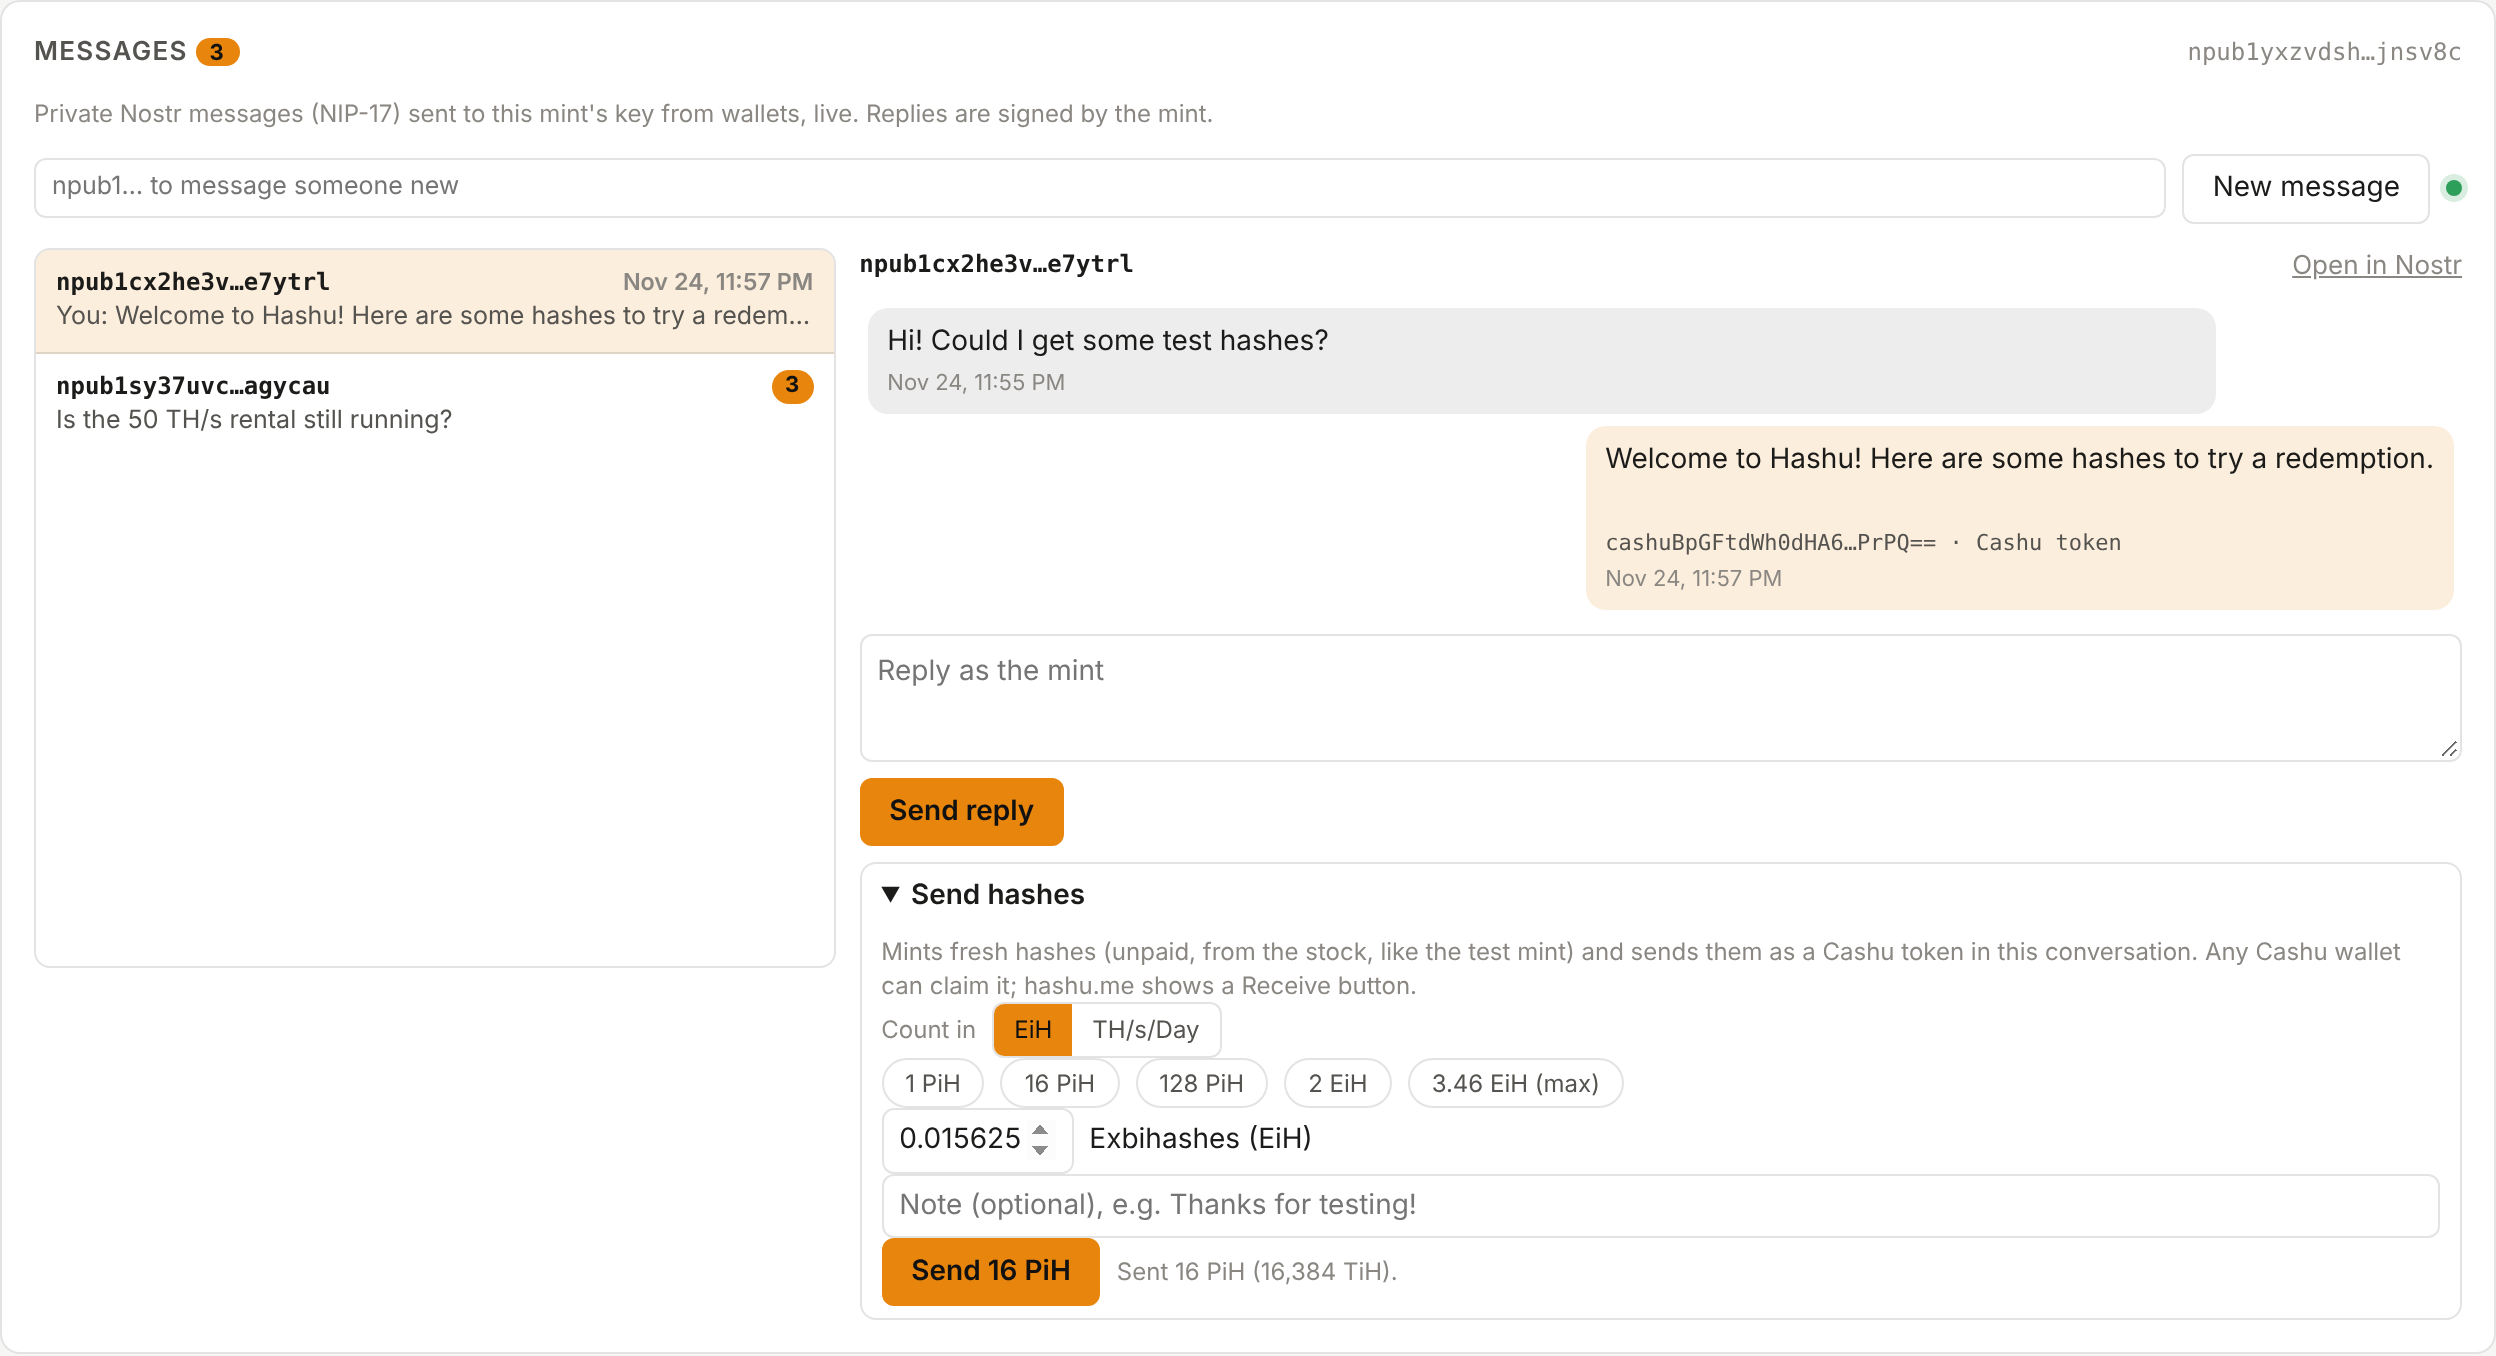 MESSAGES 3
npub1yxzvdsh…jnsv8c
Private Nostr messages (NIP-17) sent to this mint's key from wallets, live. Replies are signed by the mint.
npub1... to message someone new
New message
npub1cx2he3v…e7ytrl
Nov 24, 11:57 PM
You: Welcome to Hashu! Here are some hashes to try a redem...
npub1sy37uvc…agycau
3
Is the 50 TH/s rental still running?
npub1cx2he3v…e7ytrl
Open in Nostr
Hi! Could I get some test hashes?
Nov 24, 11:55 PM
Welcome to Hashu! Here are some hashes to try a redemption.
cashuBpGFtdWh0dHA6…PrPQ== · Cashu token
Nov 24, 11:57 PM
Reply as the mint
Send reply
▼ Send hashes
Mints fresh hashes (unpaid, from the stock, like the test mint) and sends them as a Cashu token in this conversation. Any Cashu wallet
can claim it; hashu.me shows a Receive button.
Count in EiH TH/s/Day
1 PiH 16 PiH 128 PiH 2 EiH 3.46 EiH (max)
0.015625 Exbihashes (EiH)
Note (optional), e.g. Thanks for testing!
Send 16 PiH Sent 16 PiH (16,384 TiH).